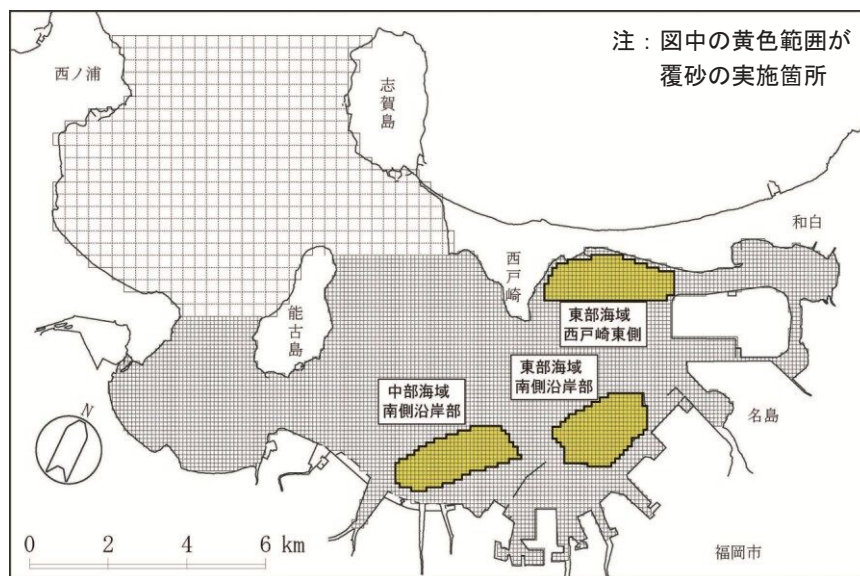 注：図中の黄色範囲が
覆砂の実施箇所
西ノ浦
志賀島
和白
西戸崎
能古島
東部海域
西戸崎東側
東部海域
南側沿岸部
中部海域
南側沿岸部
名島
N
0 2 4 6 km
福岡市